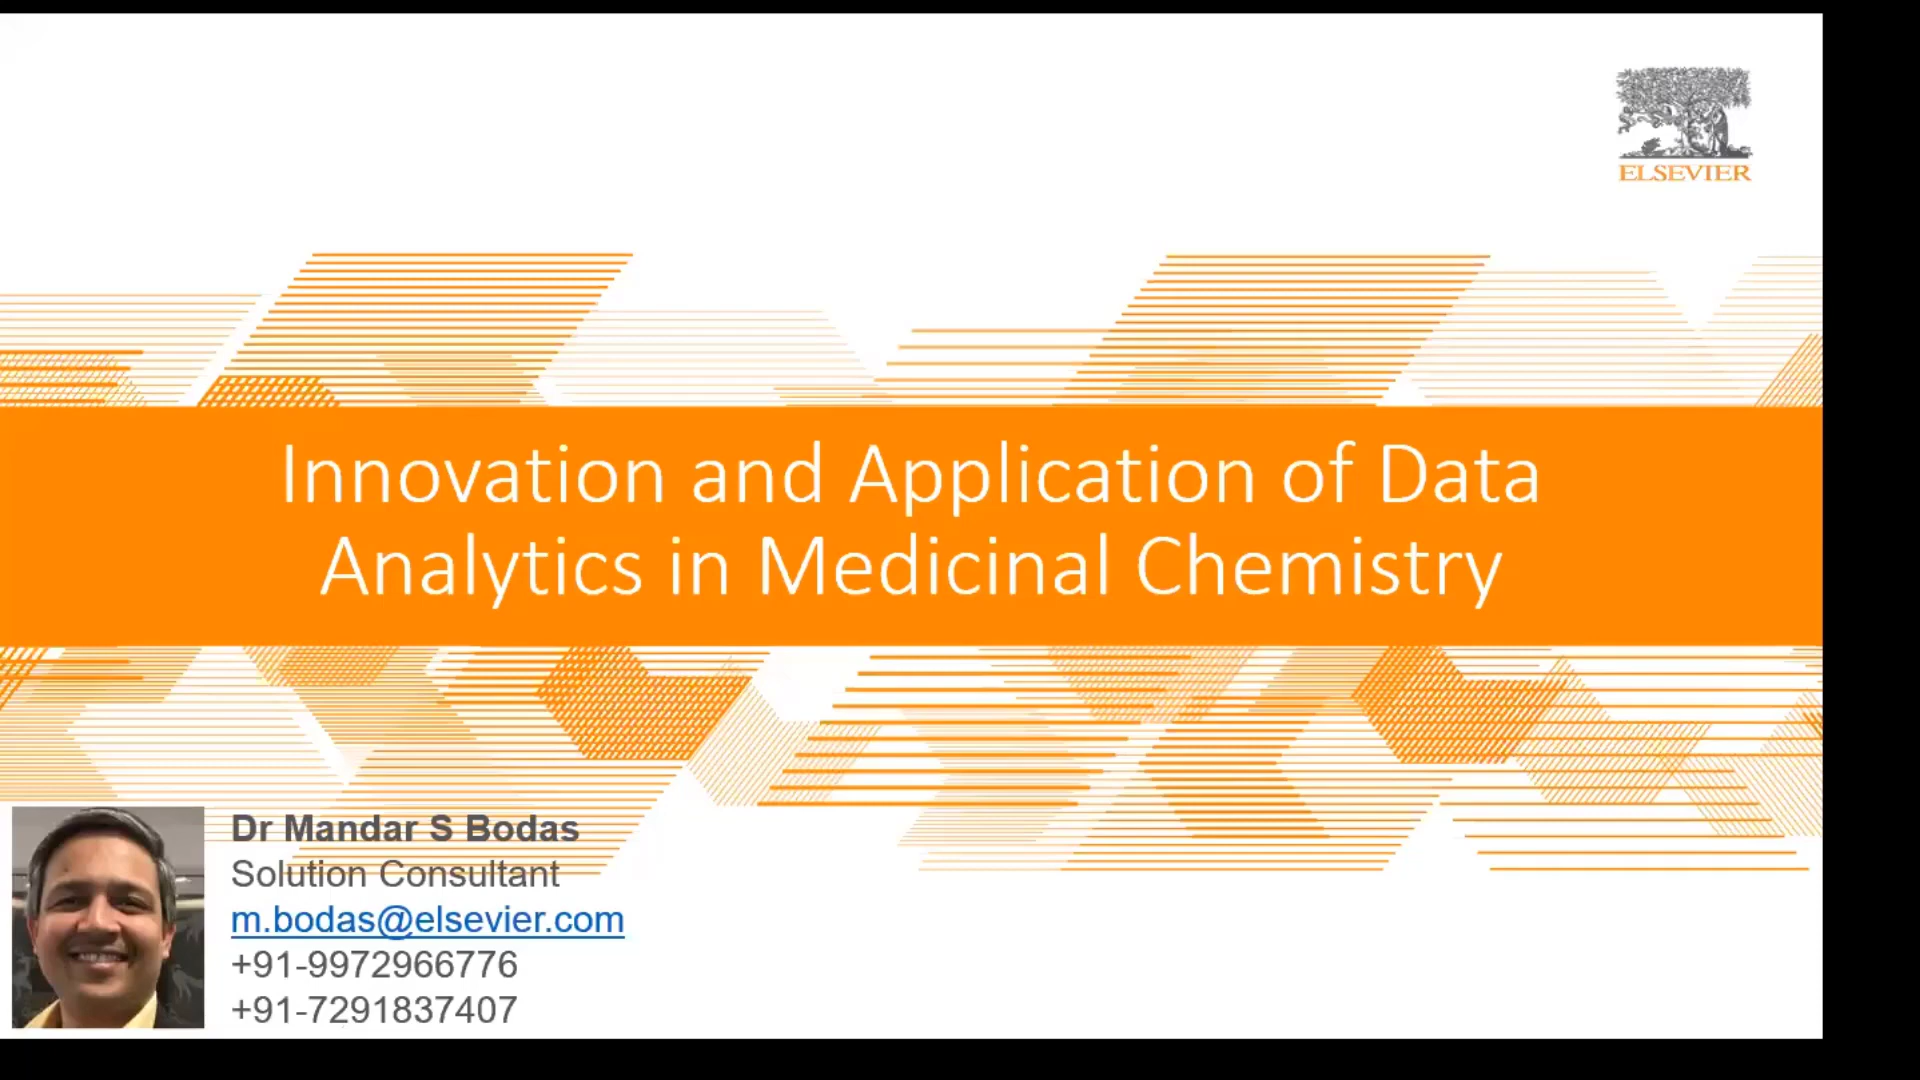 ELSEVIER
Innovation and Application of Data
Analytics in Medicinal Chemistry
Dr Mandar S Bodas
Solution Consultant
m.bodas@elsevier.com
+91-9972966776
+91-7291837407